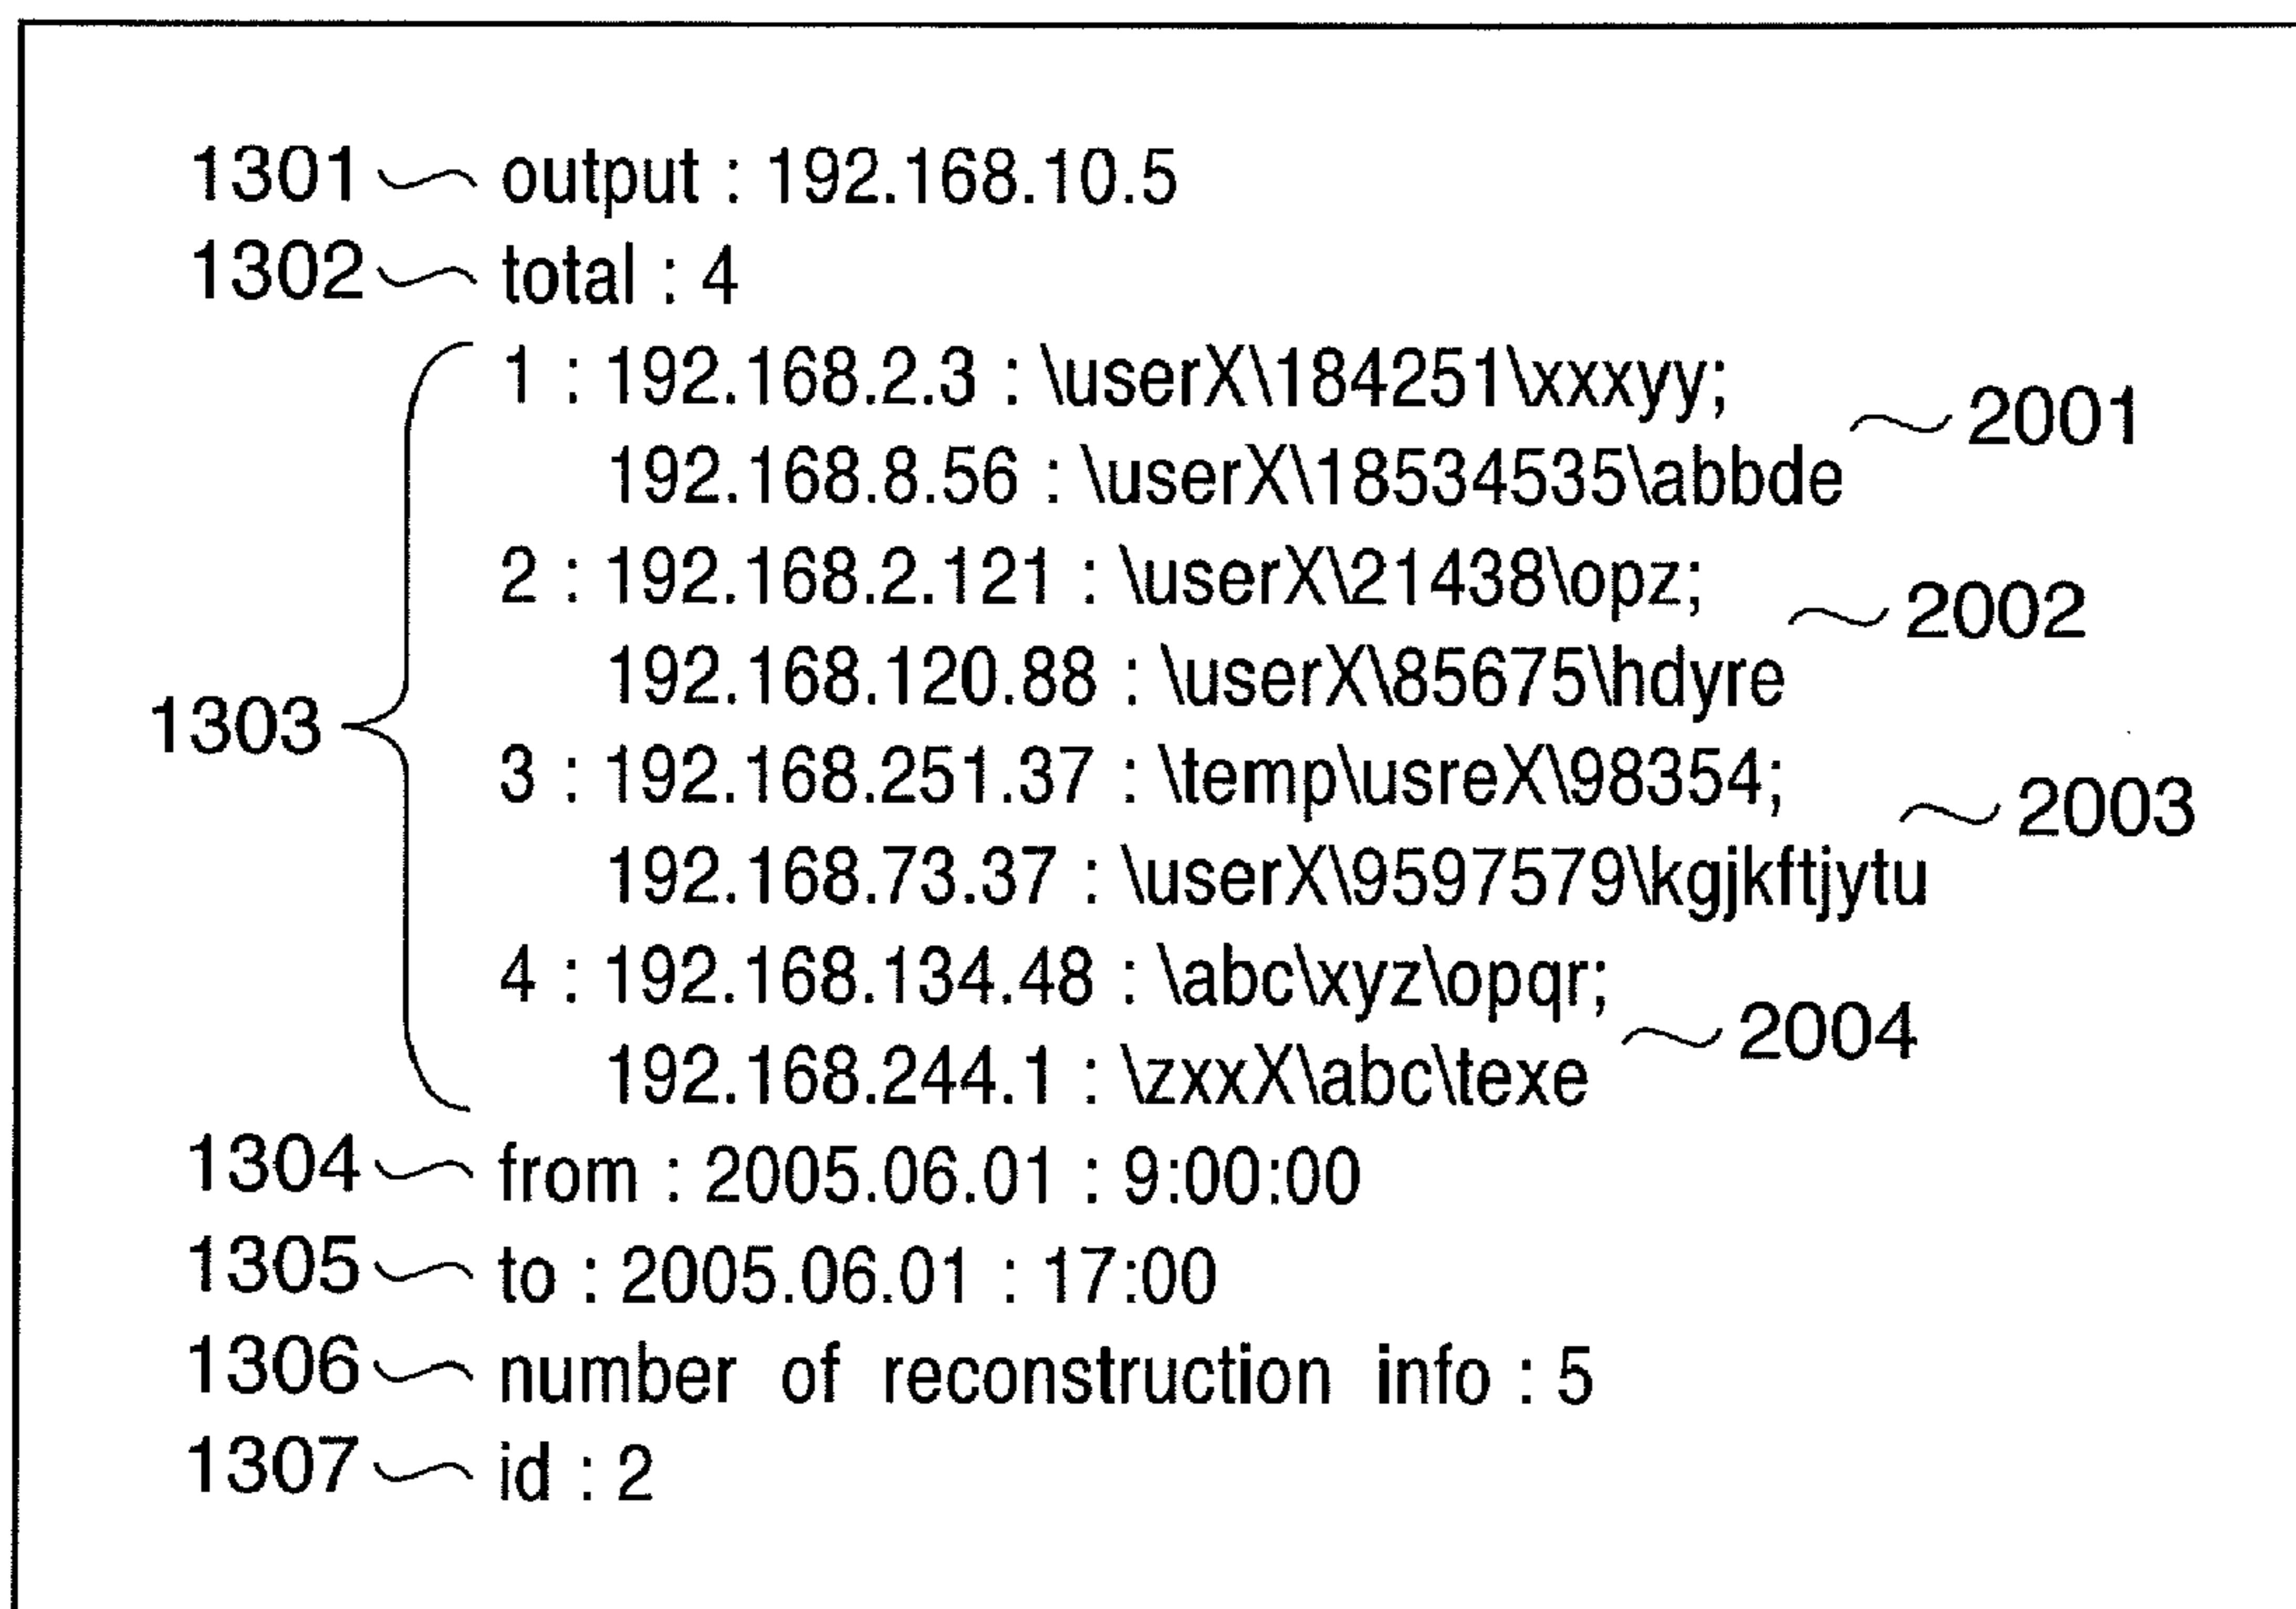 1301 output : 192.168.10.5
1302 total : 4
1 : 192.168.2.3 : \userX\184251\xxxyy;
2001
192.168.8.56 : \userX\18534535\abbde
2 : 192.168.2.121 : \userX\21438\opz;
2002
192.168.120.88 : \userX\85675\hdyre
1303
3 : 192.168.251.37 : \temp\usreX\98354;
2003
192.168.73.37 : \userX\9597579\kgjkftjytu
4 : 192.168.134.48 : \abc\xyz\opqr;
2004
192.168.244.1 : \zxxX\abc\texe
1304 from : 2005.06.01 : 9:00:00
1305 to : 2005.06.01 : 17:00
1306 number of reconstruction info : 5
1307 id : 2